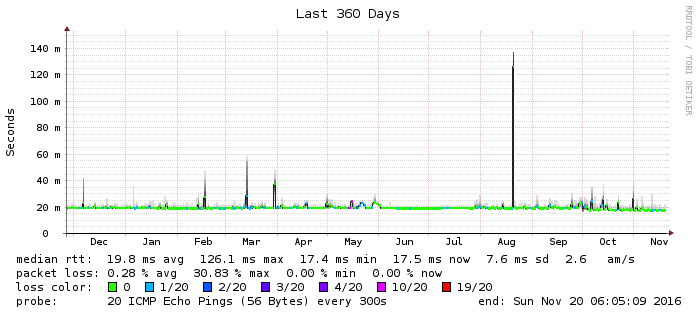 Last 360 Days
RRDTOOL / TOBI OETIKER
Seconds
140 m
120 m
100 m
80 m
60 m
40 m
20 m
0
Dec Jan Feb Mar Apr May Jun Jul Aug Sep Oct Nov
median rtt: 19.8 ms avg 126.1 ms max 17.4 ms min 17.5 ms now 7.6 ms sd 2.6 am/s
packet loss: 0.28 % avg 30.83 % max 0.00 % min 0.00 % now
loss color: 0 1/20 2/20 3/20 4/20 10/20 19/20
probe: 20 ICMP Echo Pings (56 Bytes) every 300s end: Sun Nov 20 06:05:09 2016